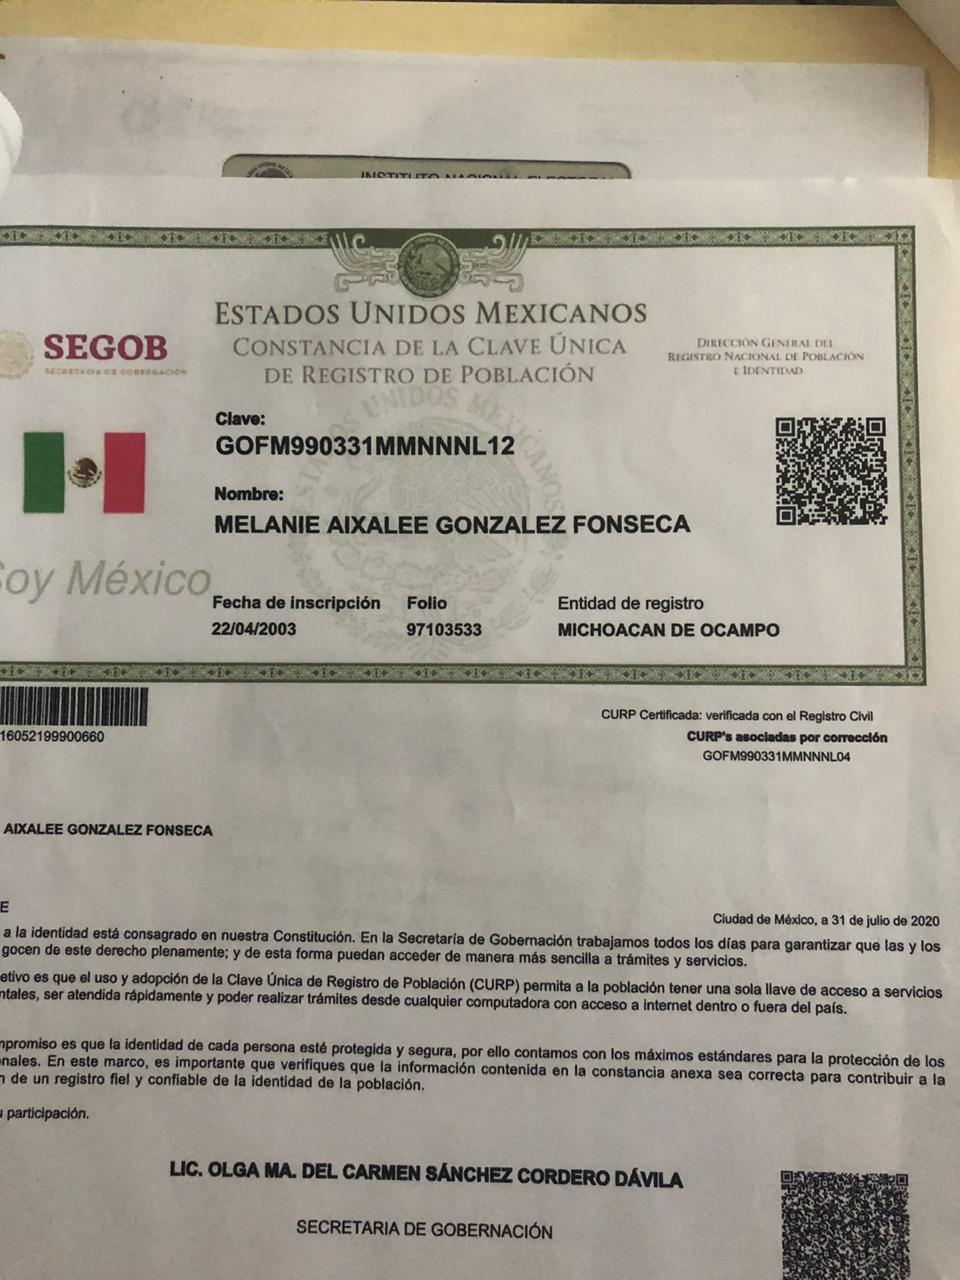 INSTITUTO NACIONAL ELECTORAL
ESTADOS UNIDOS MEXICANOS
CONSTANCIA DE LA CLAVE ÚNICA
DE REGISTRO DE POBLACIÓN
SEGOB
SECRETARÍA DE GOBERNACIÓN
DIRECCIÓN GENERAL DEL
REGISTRO NACIONAL DE POBLACIÓN
E IDENTIDAD
Clave:
GOFM990331MMNNNL12
Nombre:
MELANIE AIXALEE GONZALEZ FONSECA
Soy México
Fecha de inscripción Folio Entidad de registro
22/04/2003 97103533 MICHOACAN DE OCAMPO
ESTADOS UNIDOS MEXICANOS
16052199900660
CURP Certificada: verificada con el Registro Civil
CURP's asociadas por corrección
GOFM990331MMNNNL04
AIXALEE GONZALEZ FONSECA
E
Ciudad de México, a 31 de julio de 2020
a la identidad está consagrado en nuestra Constitución. En la Secretaría de Gobernación trabajamos todos los días para garantizar que las y los
gocen de este derecho plenamente; y de esta forma puedan acceder de manera más sencilla a trámites y servicios.
etivo es que el uso y adopción de la Clave Única de Registro de Población (CURP) permita a la población tener una sola llave de acceso a servicios
ntales, ser atendida rápidamente y poder realizar trámites desde cualquier computadora con acceso a internet dentro o fuera del país.
mpromiso es que la identidad de cada persona esté protegida y segura, por ello contamos con los máximos estándares para la protección de los
nales. En este marco, es importante que verifiques que la información contenida en la constancia anexa sea correcta para contribuir a la
n de un registro fiel y confiable de la identidad de la población.
u participación.
LIC. OLGA MA. DEL CARMEN SÁNCHEZ CORDERO DÁVILA
SECRETARIA DE GOBERNACIÓN